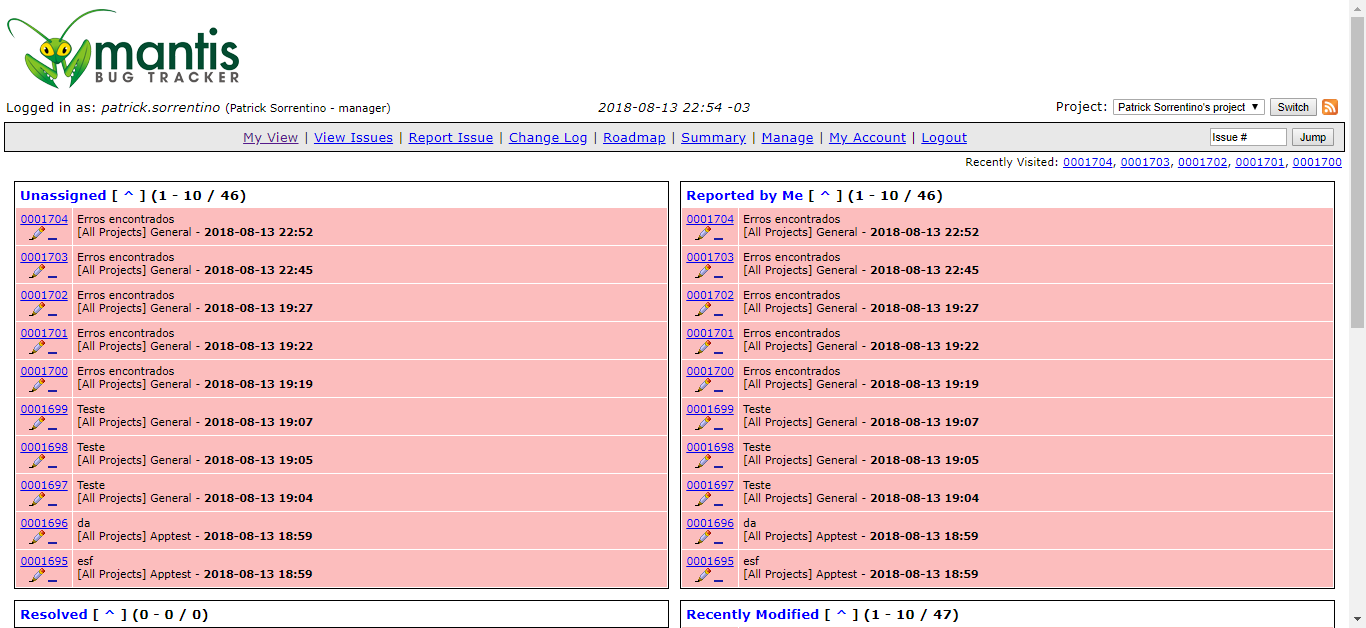 mantis
BUG TRACKER
Logged in as: patrick.sorrentino (Patrick Sorrentino - manager)
2018-08-13 22:54 -03
Project: Patrick Sorrentino's project Switch
My View | View Issues | Report Issue | Change Log | Roadmap | Summary | Manage | My Account | Logout
Issue # Jump
Recently Visited: 0001704, 0001703, 0001702, 0001701, 0001700
Unassigned [ ^ ] (1 - 10 / 46)
0001704 Erros encontrados
[All Projects] General - 2018-08-13 22:52
0001703 Erros encontrados
[All Projects] General - 2018-08-13 22:45
0001702 Erros encontrados
[All Projects] General - 2018-08-13 19:27
0001701 Erros encontrados
[All Projects] General - 2018-08-13 19:22
0001700 Erros encontrados
[All Projects] General - 2018-08-13 19:19
0001699 Teste
[All Projects] General - 2018-08-13 19:07
0001698 Teste
[All Projects] General - 2018-08-13 19:05
0001697 Teste
[All Projects] General - 2018-08-13 19:04
0001696 da
[All Projects] Apptest - 2018-08-13 18:59
0001695 esf
[All Projects] Apptest - 2018-08-13 18:59
Reported by Me [ ^ ] (1 - 10 / 46)
0001704 Erros encontrados
[All Projects] General - 2018-08-13 22:52
0001703 Erros encontrados
[All Projects] General - 2018-08-13 22:45
0001702 Erros encontrados
[All Projects] General - 2018-08-13 19:27
0001701 Erros encontrados
[All Projects] General - 2018-08-13 19:22
0001700 Erros encontrados
[All Projects] General - 2018-08-13 19:19
0001699 Teste
[All Projects] General - 2018-08-13 19:07
0001698 Teste
[All Projects] General - 2018-08-13 19:05
0001697 Teste
[All Projects] General - 2018-08-13 19:04
0001696 da
[All Projects] Apptest - 2018-08-13 18:59
0001695 esf
[All Projects] Apptest - 2018-08-13 18:59
Resolved [ ^ ] (0 - 0 / 0)
Recently Modified [ ^ ] (1 - 10 / 47)